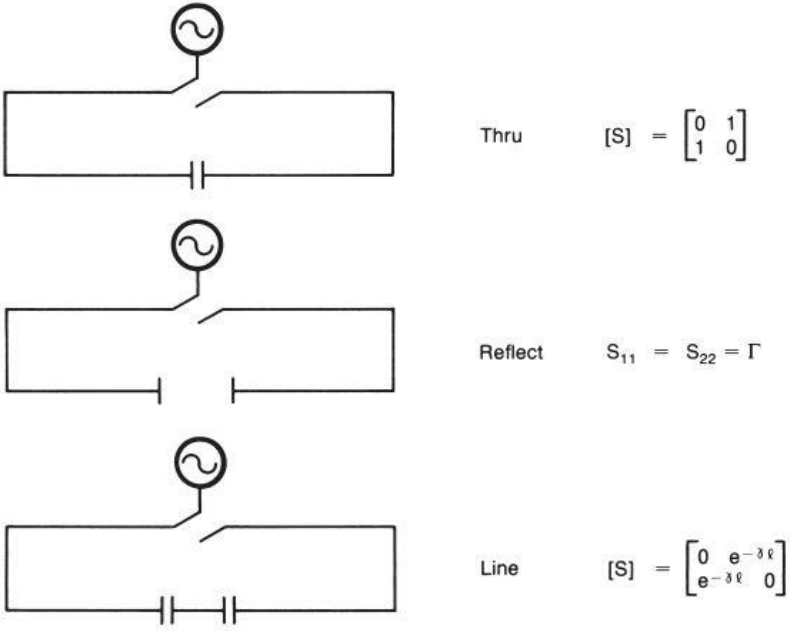 Thru [S] = [0 1
1 0]
Reflect S₁₁ = S₂₂ = Γ
Line [S] = [0 e^−γℓ
e^−γℓ 0]